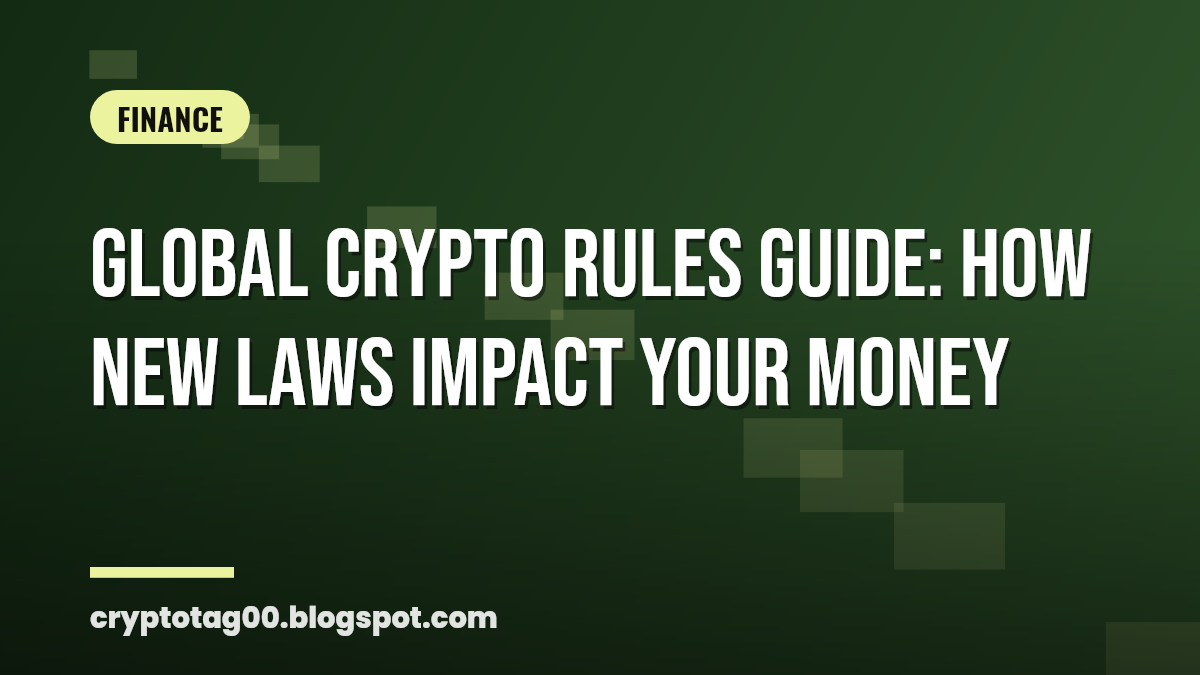 FINANCE
GLOBAL CRYPTO RULES GUIDE: HOW
NEW LAWS IMPACT YOUR MONEY
cryptotag00.blogspot.com